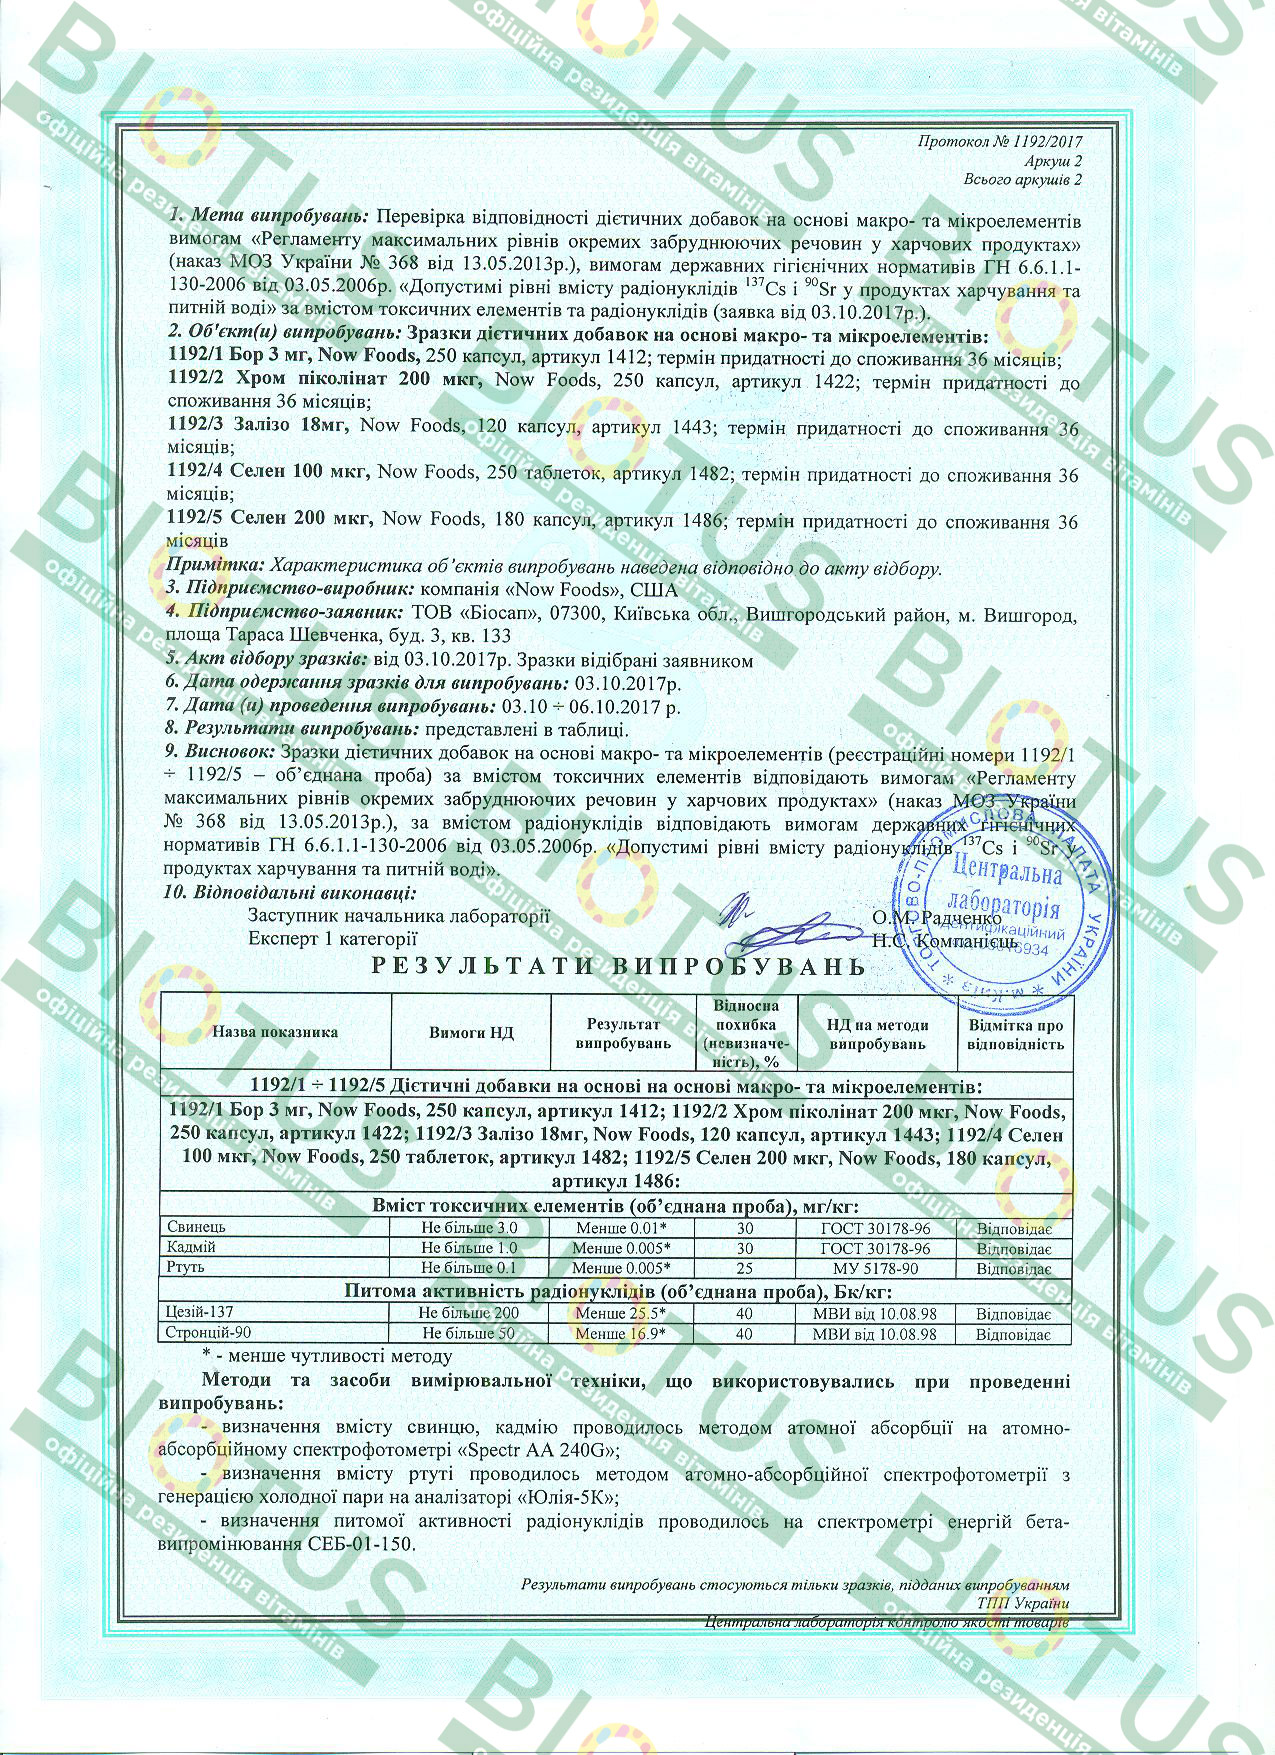 Протокол № 1192/2017
Аркуш 2
Всього аркушів 2
1. Мета випробувань: Перевірка відповідності дієтичних добавок на основі макро- та мікроелементів
вимогам «Регламенту максимальних рівнів окремих забруднюючих речовин у харчових продуктах»
(наказ МОЗ України № 368 від 13.05.2013р.), вимогам державних гігієнічних нормативів ГН 6.6.1.1-
130-2006 від 03.05.2006р. «Допустимі рівні вмісту радіонуклідів ¹³⁷Cs і ⁹⁰Sr у продуктах харчування та
питній воді» за вмістом токсичних елементів та радіонуклідів (заявка від 03.10.2017р.).
2. Об'єкт(и) випробувань: Зразки дієтичних добавок на основі макро- та мікроелементів:
1192/1 Бор 3 мг, Now Foods, 250 капсул, артикул 1412; термін придатності до споживання 36 місяців;
1192/2 Хром піколінат 200 мкг, Now Foods, 250 капсул, артикул 1422; термін придатності до
споживання 36 місяців;
1192/3 Залізо 18мг, Now Foods, 120 капсул, артикул 1443; термін придатності до споживання 36
місяців;
1192/4 Селен 100 мкг, Now Foods, 250 таблеток, артикул 1482; термін придатності до споживання 36
місяців;
1192/5 Селен 200 мкг, Now Foods, 180 капсул, артикул 1486; термін придатності до споживання 36
місяців
Примітка: Характеристика об’єктів випробувань наведена відповідно до акту відбору.
3. Підприємство-виробник: компанія «Now Foods», США
4. Підприємство-заявник: ТОВ «Біосап», 07300, Київська обл., Вишгородський район, м. Вишгород,
площа Тараса Шевченка, буд. 3, кв. 133
5. Акт відбору зразків: від 03.10.2017р. Зразки відібрані заявником
6. Дата одержання зразків для випробувань: 03.10.2017р.
7. Дата (и) проведення випробувань: 03.10 ÷ 06.10.2017 р.
8. Результати випробувань: представлені в таблиці.
9. Висновок: Зразки дієтичних добавок на основі макро- та мікроелементів (реєстраційні номери 1192/1
÷ 1192/5 – об’єднана проба) за вмістом токсичних елементів відповідають вимогам «Регламенту
максимальних рівнів окремих забруднюючих речовин у харчових продуктах» (наказ МОЗ України
№ 368 від 13.05.2013р.), за вмістом радіонуклідів відповідають вимогам державних гігієнічних
нормативів ГН 6.6.1.1-130-2006 від 03.05.2006р. «Допустимі рівні вмісту радіонуклідів ¹³⁷Cs і ⁹⁰Sr у
продуктах харчування та питній воді».
10. Відповідальні виконавці:
Заступник начальника лабораторії О.М. Радченко
Експерт 1 категорії Н.С. Компанієць
Центральна
лабораторія
РЕЗУЛЬТАТИ ВИПРОБУВАНЬ
Назва показника Вимоги НД Результат випробувань Відносна похибка (невизначе-ність), % НД на методи випробувань Відмітка про відповідність
1192/1 ÷ 1192/5 Дієтичні добавки на основі на основі макро- та мікроелементів:
1192/1 Бор 3 мг, Now Foods, 250 капсул, артикул 1412; 1192/2 Хром піколінат 200 мкг, Now Foods,
250 капсул, артикул 1422; 1192/3 Залізо 18мг, Now Foods, 120 капсул, артикул 1443; 1192/4 Селен
100 мкг, Now Foods, 250 таблеток, артикул 1482; 1192/5 Селен 200 мкг, Now Foods, 180 капсул,
артикул 1486:
Вміст токсичних елементів (об’єднана проба), мг/кг:
Свинець Не більше 3.0 Менше 0.01* 30 ГОСТ 30178-96 Відповідає
Кадмій Не більше 1.0 Менше 0.005* 30 ГОСТ 30178-96 Відповідає
Ртуть Не більше 0.1 Менше 0.005* 25 МУ 5178-90 Відповідає
Питома активність радіонуклідів (об’єднана проба), Бк/кг:
Цезій-137 Не більше 200 Менше 25.5* 40 МВИ від 10.08.98 Відповідає
Стронцій-90 Не більше 50 Менше 16.9* 40 МВИ від 10.08.98 Відповідає
* - менше чутливості методу
Методи та засоби вимірювальної техніки, що використовувались при проведенні
випробувань:
- визначення вмісту свинцю, кадмію проводилось методом атомної абсорбції на атомно-
абсорбційному спектрофотометрі «Spectr AA 240G»;
- визначення вмісту ртуті проводилось методом атомно-абсорбційної спектрофотометрії з
генерацією холодної пари на аналізаторі «Юлія-5К»;
- визначення питомої активності радіонуклідів проводилось на спектрометрі енергій бета-
випромінювання СЕБ-01-150.
Результати випробувань стосуються тільки зразків, підданих випробуванням
ТПП України
Центральна лабораторія контролю якості товарів
BIOTUS
офіційна резиденція вітамінів